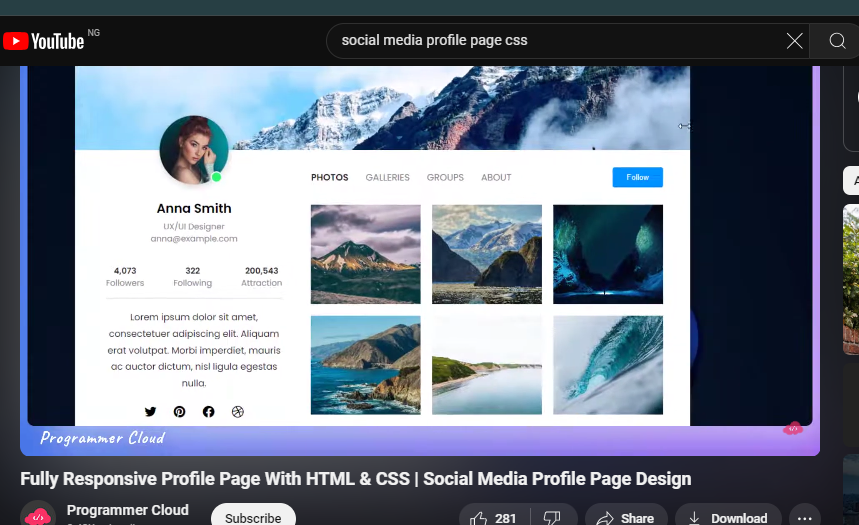 YouTube NG
social media profile page css
PHOTOS GALLERIES GROUPS ABOUT Follow
Anna Smith
UX/UI Designer
anna@example.com
4,073 322 200,543
Followers Following Attraction
Lorem ipsum dolor sit amet,
consectetuer adipiscing elit. Aliquam
erat volutpat. Morbi imperdiet, mauris
ac auctor dictum, nisl ligula egestas
nulla.
Programmer Cloud
Fully Responsive Profile Page With HTML & CSS | Social Media Profile Page Design
Programmer Cloud
Subscribe 281 Share Download